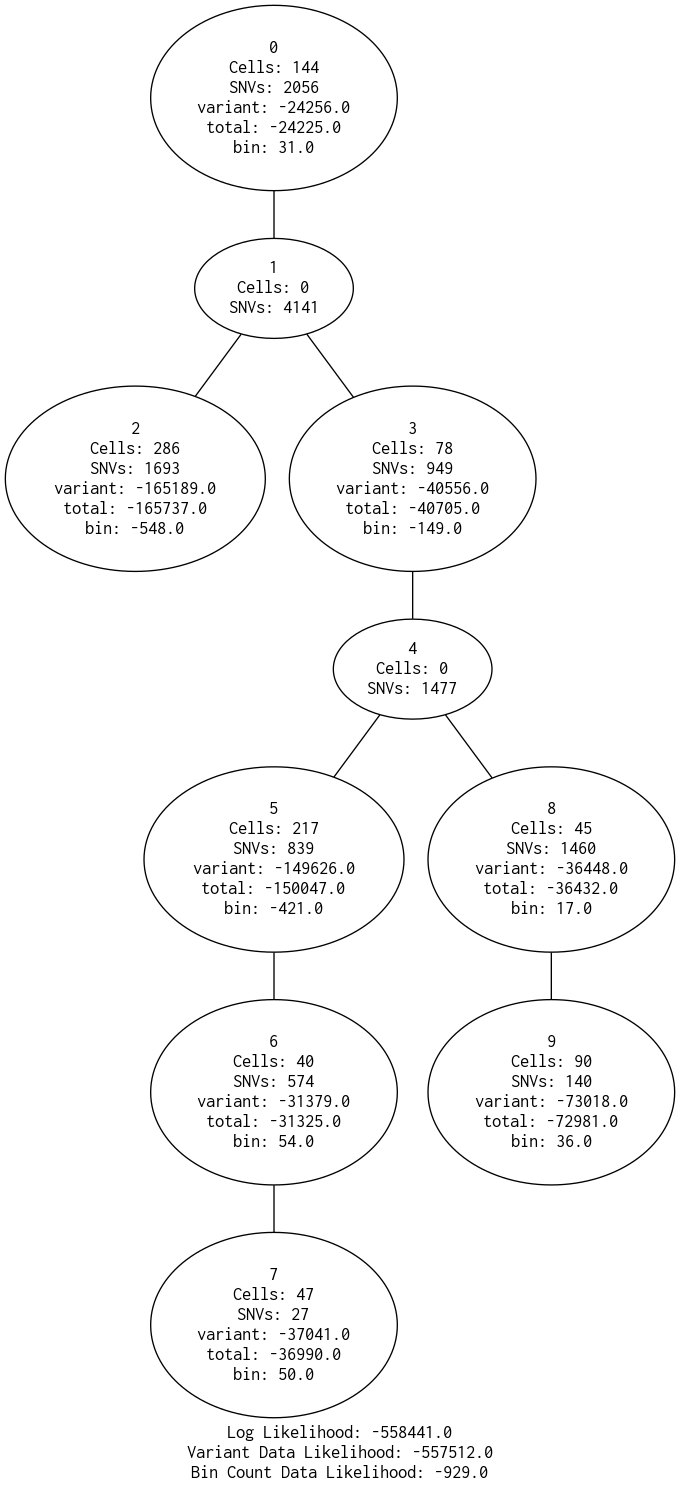 0
Cells: 144
SNVs: 2056
variant: -24256.0
total: -24225.0
bin: 31.0
1
Cells: 0
SNVs: 4141
2
Cells: 286
SNVs: 1693
variant: -165189.0
total: -165737.0
bin: -548.0
3
Cells: 78
SNVs: 949
variant: -40556.0
total: -40705.0
bin: -149.0
4
Cells: 0
SNVs: 1477
5
Cells: 217
SNVs: 839
variant: -149626.0
total: -150047.0
bin: -421.0
8
Cells: 45
SNVs: 1460
variant: -36448.0
total: -36432.0
bin: 17.0
6
Cells: 40
SNVs: 574
variant: -31379.0
total: -31325.0
bin: 54.0
9
Cells: 90
SNVs: 140
variant: -73018.0
total: -72981.0
bin: 36.0
7
Cells: 47
SNVs: 27
variant: -37041.0
total: -36990.0
bin: 50.0
Log Likelihood: -558441.0
Variant Data Likelihood: -557512.0
Bin Count Data Likelihood: -929.0